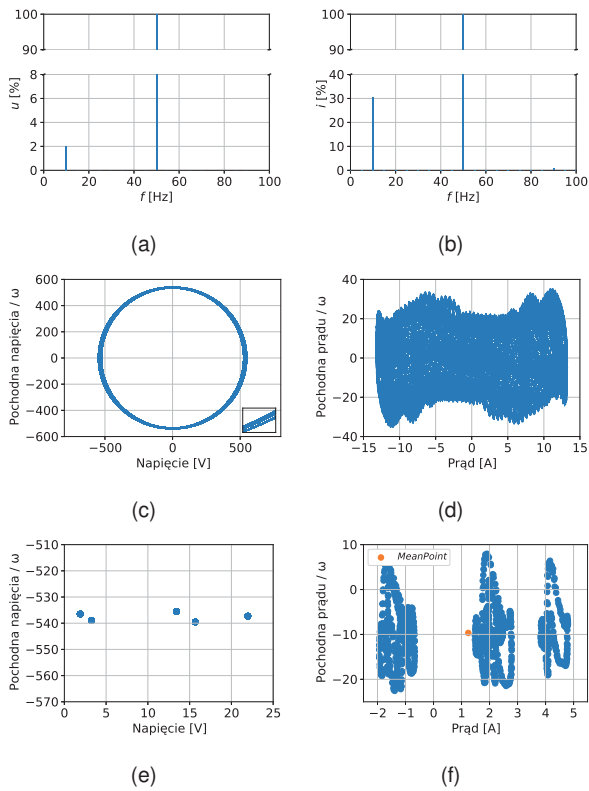 100
90
8
6
4
2
0
u [%]
0 20 40 60 80 100
f [Hz]
(a)
100
90
40
30
20
10
0
i [%]
0 20 40 60 80 100
f [Hz]
(b)
600
400
200
0
−200
−400
−600
Pochodna napięcia / ω
−500 0 500
Napięcie [V]
(c)
40
20
0
−20
−40
Pochodna prądu / ω
−15 −10 −5 0 5 10 15
Prąd [A]
(d)
−510
−520
−530
−540
−550
−560
−570
Pochodna napięcia / ω
0 5 10 15 20 25
Napięcie [V]
(e)
10
0
−10
−20
Pochodna prądu / ω
MeanPoint
−2 −1 0 1 2 3 4 5
Prąd [A]
(f)